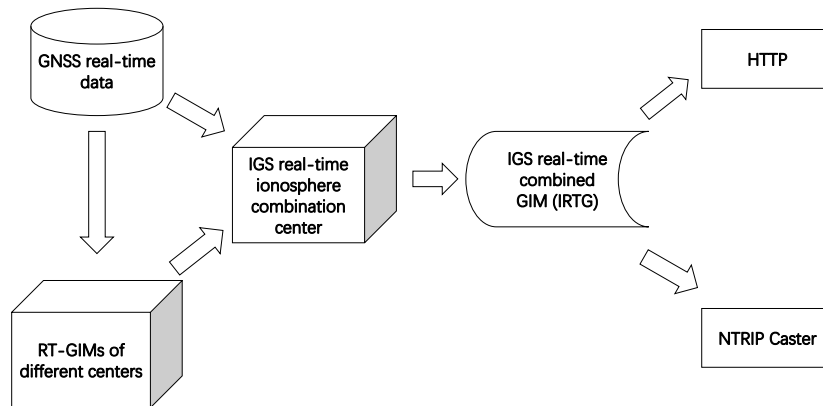 GNSS real-time
data
HTTP
IGS real-time
ionosphere
combination
center
IGS real-time
combined
GIM (IRTG)
RT-GIMs of
different centers
NTRIP Caster